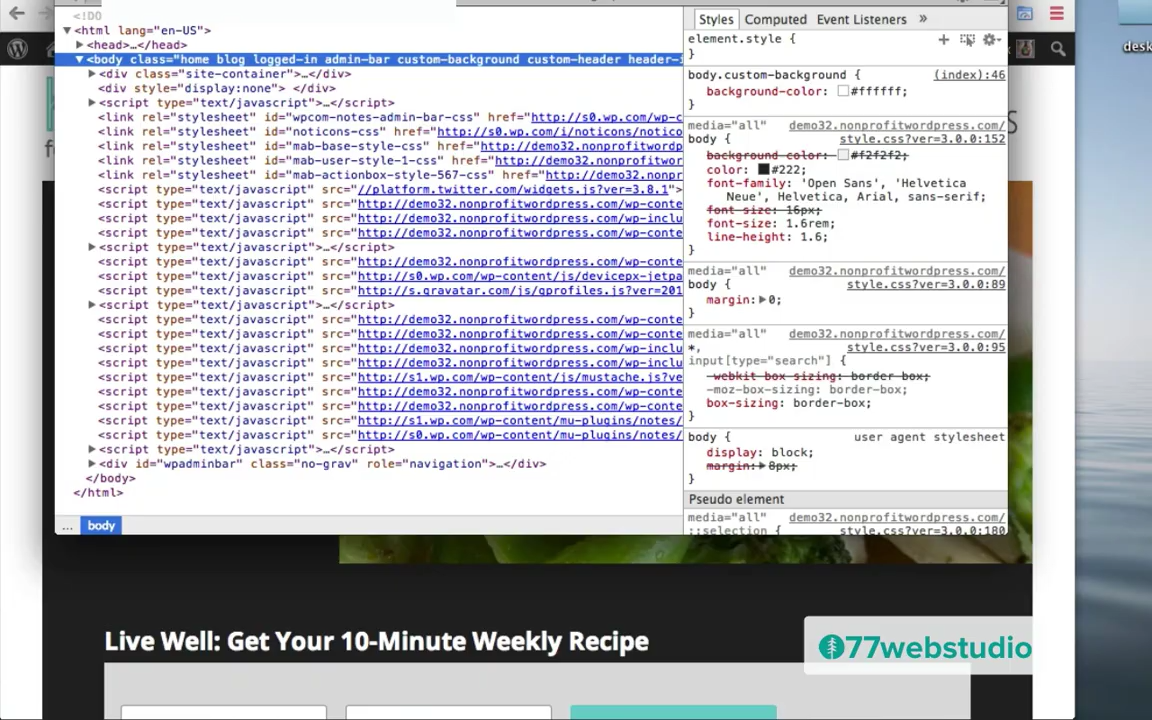 <!DO
<html lang="en-US">
<head>…</head>
<body class="home blog logged-in admin-bar custom-background custom-header header-i
<div class="site-container">…</div>
<div style="display:none"> </div>
<script type="text/javascript">…</script>
<link rel="stylesheet" id="wpcom-notes-admin-bar-css" href="http://s0.wp.com/wp-c
<link rel="stylesheet" id="noticons-css" href="http://s0.wp.com/i/noticons/notico
<link rel="stylesheet" id="mab-base-style-css" href="http://demo32.nonprofitwordp
<link rel="stylesheet" id="mab-user-style-1-css" href="http://demo32.nonprofitwor
<link rel="stylesheet" id="mab-actionbox-style-567-css" href="http://demo32.nonpr
<script type="text/javascript" src="//platform.twitter.com/widgets.js?ver=3.8.1">
<script type="text/javascript" src="http://demo32.nonprofitwordpress.com/wp-conte
<script type="text/javascript" src="http://demo32.nonprofitwordpress.com/wp-inclu
<script type="text/javascript" src="http://demo32.nonprofitwordpress.com/wp-conte
<script type="text/javascript">…</script>
<script type="text/javascript" src="http://demo32.nonprofitwordpress.com/wp-conte
<script type="text/javascript" src="http://s0.wp.com/wp-content/js/devicepx-jetpa
<script type="text/javascript" src="http://s.gravatar.com/js/gprofiles.js?ver=201
<script type="text/javascript">…</script>
<script type="text/javascript" src="http://demo32.nonprofitwordpress.com/wp-conte
<script type="text/javascript" src="http://demo32.nonprofitwordpress.com/wp-inclu
<script type="text/javascript" src="http://demo32.nonprofitwordpress.com/wp-inclu
<script type="text/javascript" src="http://demo32.nonprofitwordpress.com/wp-inclu
<script type="text/javascript" src="http://s1.wp.com/wp-content/js/mustache.js?ve
<script type="text/javascript" src="http://demo32.nonprofitwordpress.com/wp-conte
<script type="text/javascript" src="http://demo32.nonprofitwordpress.com/wp-conte
<script type="text/javascript" src="http://s1.wp.com/wp-content/mu-plugins/notes/
<script type="text/javascript" src="http://s0.wp.com/wp-content/mu-plugins/notes/
<script type="text/javascript">…</script>
<div id="wpadminbar" class="no-grav" role="navigation">…</div>
</body>
</html>
... body
Styles Computed Event Listeners »
element.style {
}
body.custom-background { (index):46
background-color: #ffffff;
}
media="all" demo32.nonprofitwordpress.com/
body { style.css?ver=3.0.0:152
background-color: #f2f2f2;
color: #222;
font-family: 'Open Sans', 'Helvetica
Neue', Helvetica, Arial, sans-serif;
font-size: 16px;
font-size: 1.6rem;
line-height: 1.6;
}
media="all" demo32.nonprofitwordpress.com/
body { style.css?ver=3.0.0:89
margin: 0;
}
media="all" demo32.nonprofitwordpress.com/
*, style.css?ver=3.0.0:95
input[type="search"] {
-webkit-box-sizing: border-box;
-moz-box-sizing: border-box;
box-sizing: border-box;
}
body { user agent stylesheet
display: block;
margin: 8px;
}
Pseudo element
media="all" demo32.nonprofitwordpress.com/
::selection { style.css?ver=3.0.0:180
desk
Live Well: Get Your 10-Minute Weekly Recipe
77webstudio